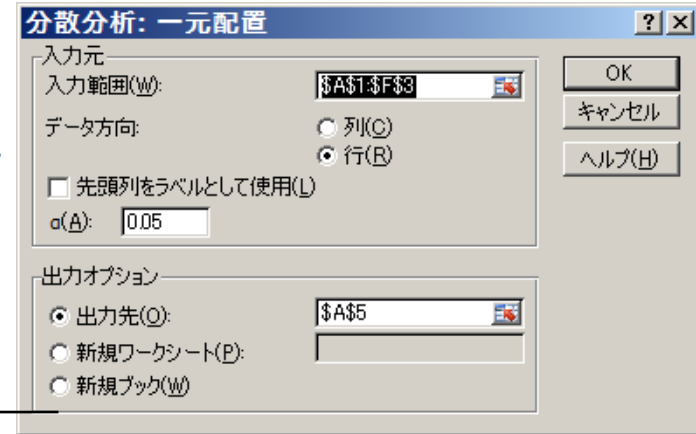 分散分析: 一元配置
入力元
入力範囲(W): $A$1:$F$3
データ方向: 列(C)
行(R)
先頭列をラベルとして使用(L)
α(A): 0.05
出力オプション
出力先(O): $A$5
新規ワークシート(P):
新規ブック(W)
OK
キャンセル
ヘルプ(H)